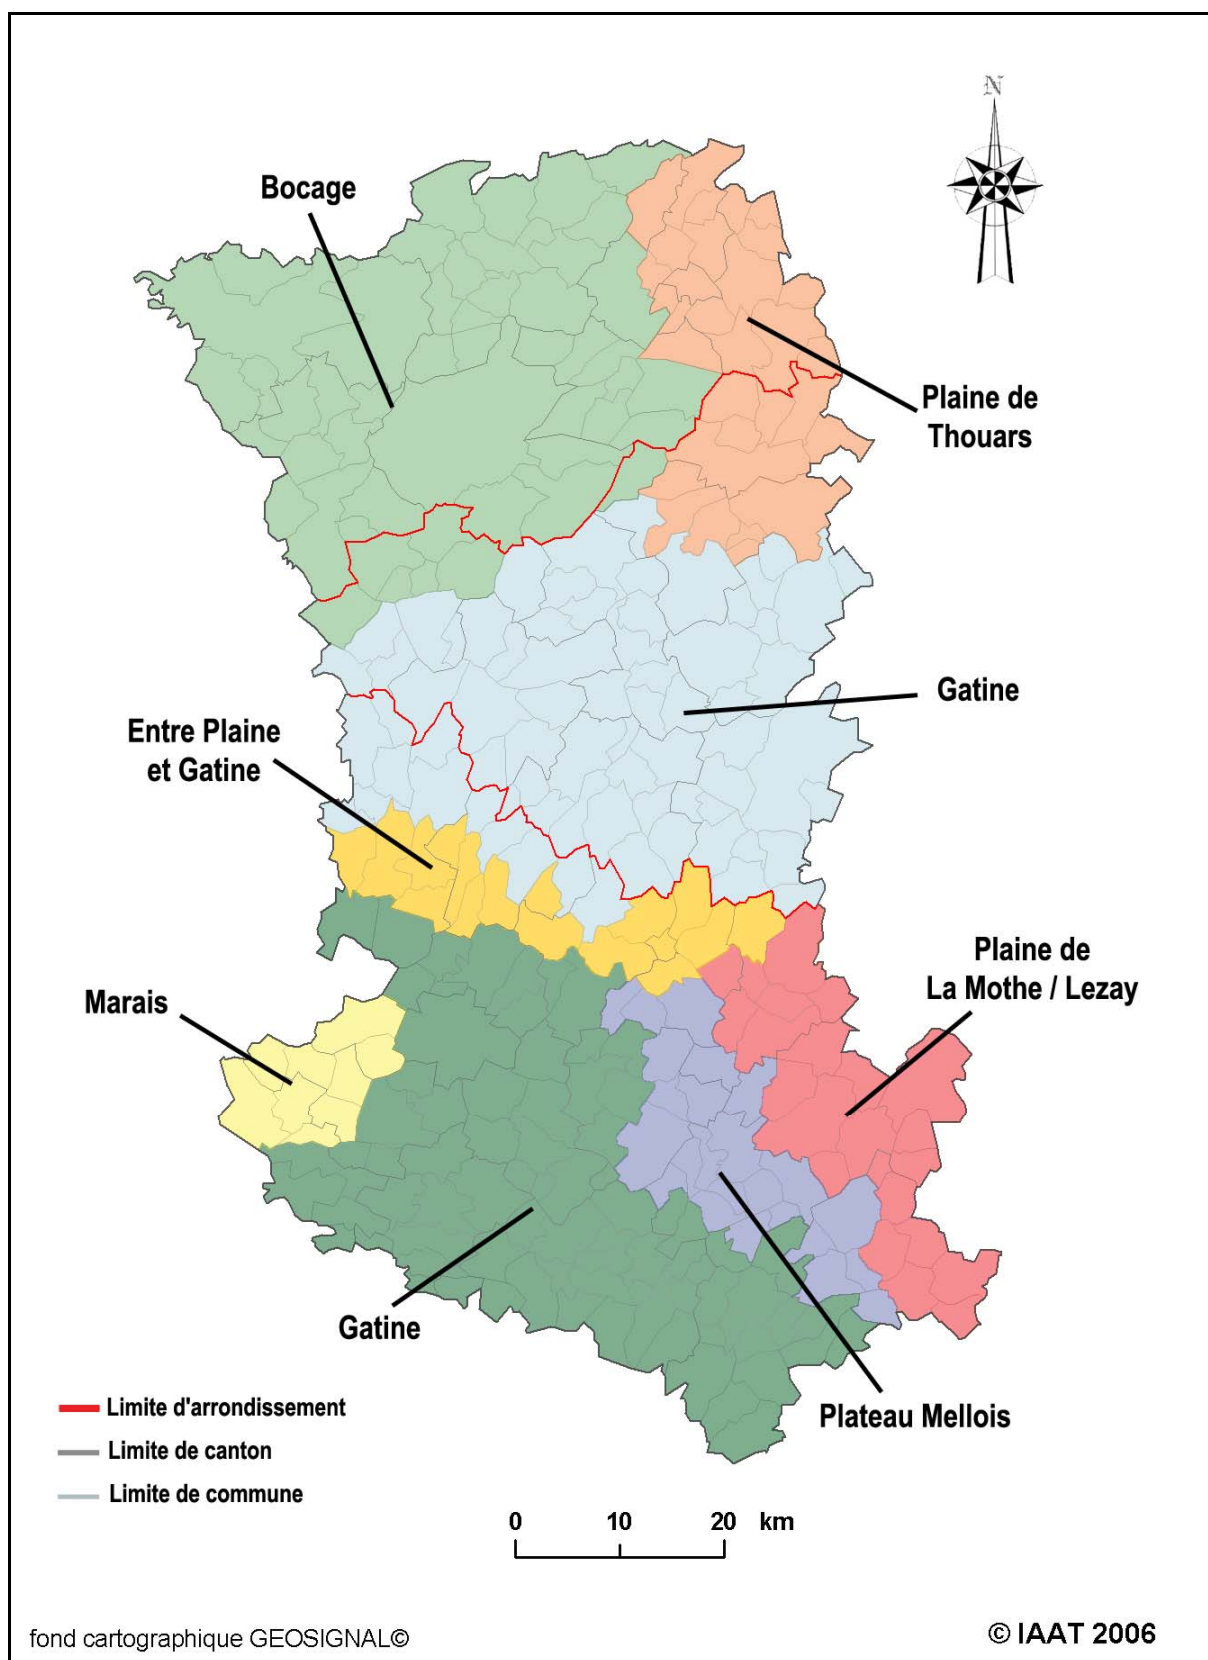 N
Bocage
Plaine de
Thouars
Gatine
Entre Plaine
et Gatine
Plaine de
La Mothe / Lezay
Marais
Gatine
Plateau Mellois
Limite d'arrondissement
Limite de canton
Limite de commune
0 10 20 km
fond cartographique GEOSIGNAL©
© IAAT 2006